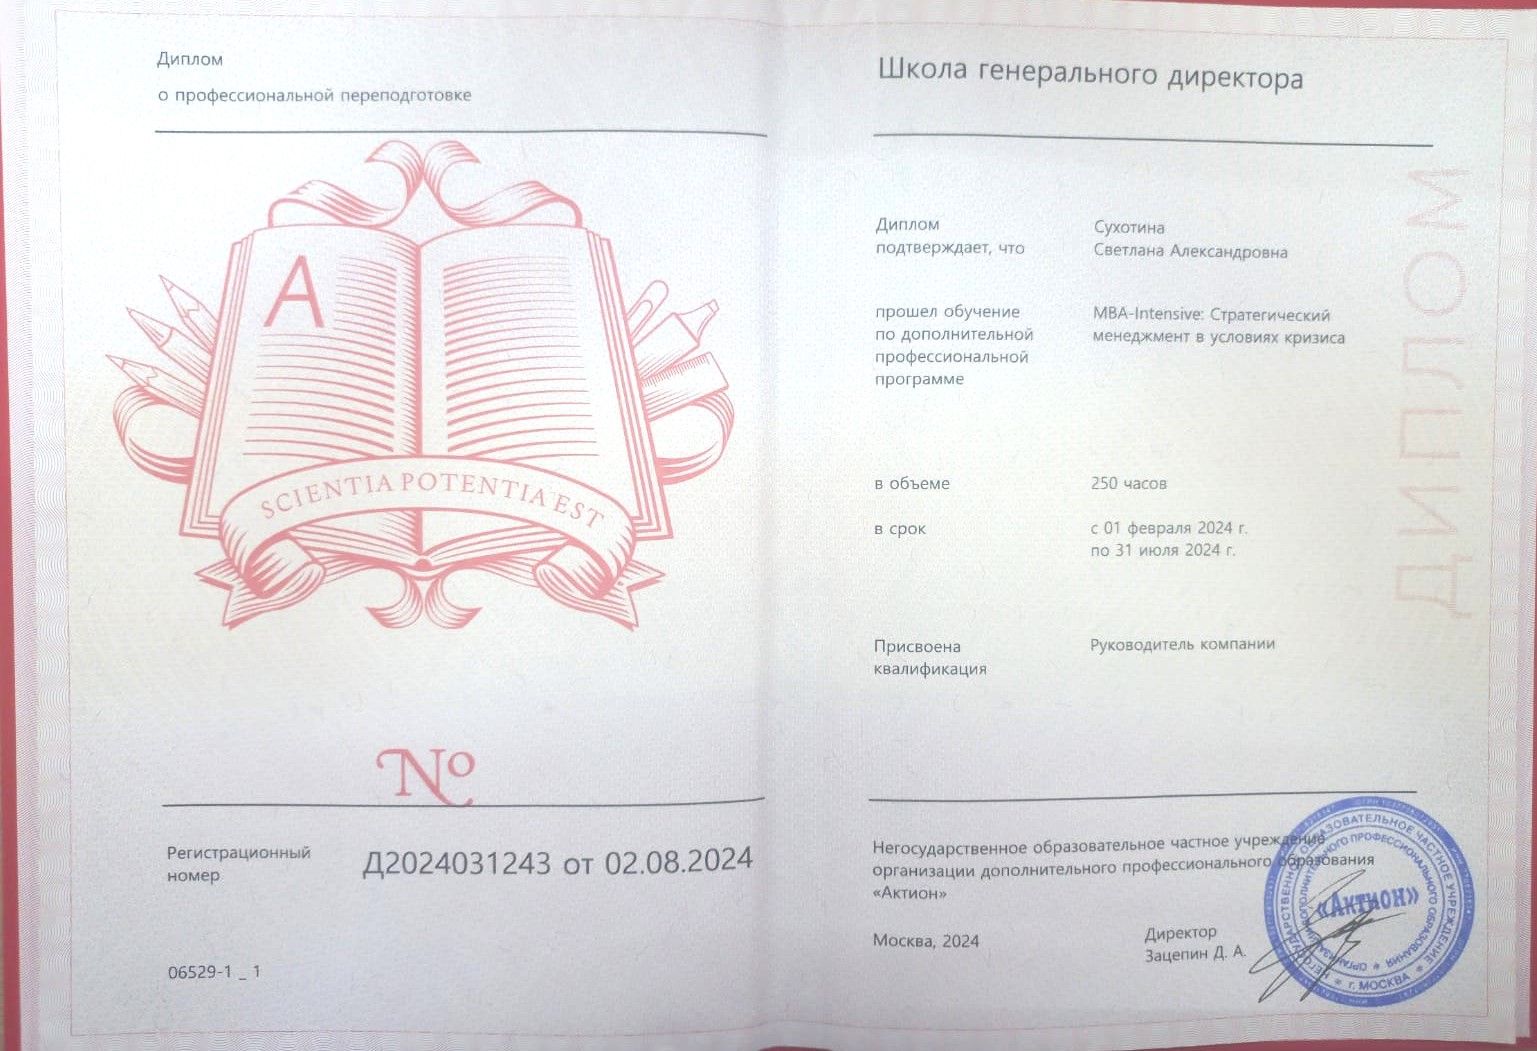 Диплом
о профессиональной переподготовке
A
SCIENTIA POTENTIA EST
№
Регистрационный
номер
Д2024031243 от 02.08.2024
06529-1 _ 1
Школа генерального директора
Диплом
подтверждает, что
Сухотина
Светлана Александровна
прошел обучение
по дополнительной
профессиональной
программе
MBA-Intensive: Стратегический
менеджмент в условиях кризиса
в объеме
250 часов
в срок
с 01 февраля 2024 г.
по 31 июля 2024 г.
Присвоена
квалификация
Руководитель компании
Негосударственное образовательное частное учреждение
организации дополнительного профессионального образования
«Актион»
Москва, 2024
Директор
Зацепин Д. А.
ДИПЛОМ
«Актион»
г. МОСКВА